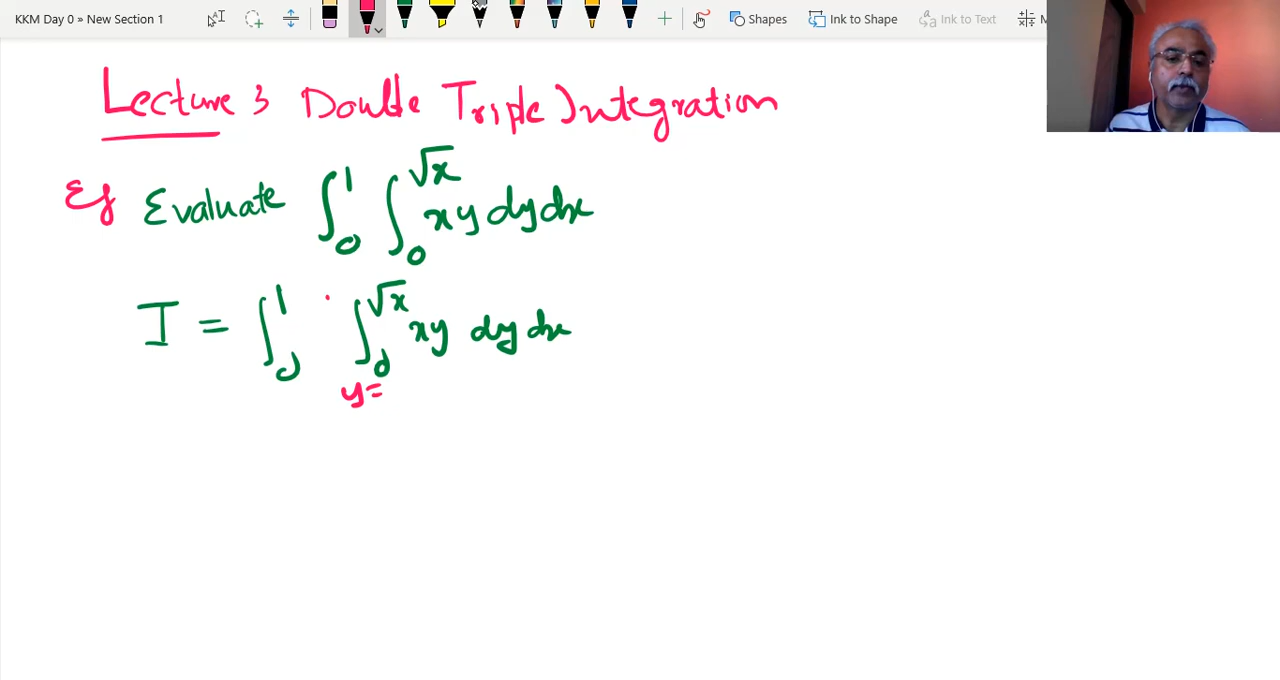 KKM Day 0 » New Section 1
Shapes
Ink to Shape
Ink to Text
M
Lecture 3 Double Triple Integration
Eg Evaluate ∫₀¹ ∫₀^√x xy dy dx
I = ∫₀¹ ∫₀^√x xy dy dx
y=